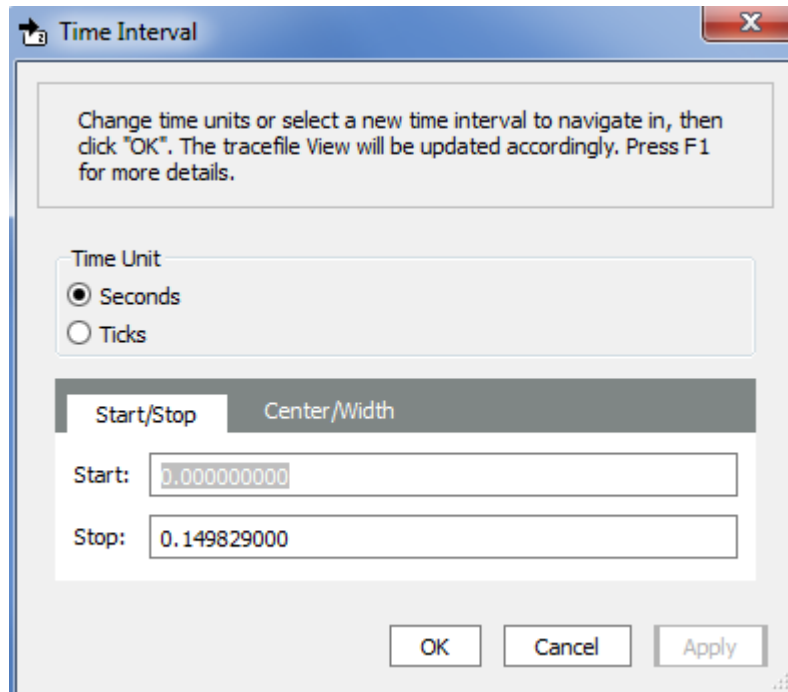 Time Interval
Change time units or select a new time interval to navigate in, then
click "OK". The tracefile View will be updated accordingly. Press F1
for more details.
Time Unit
Seconds
Ticks
Start/Stop Center/Width
Start: 0.000000000
Stop: 0.149829000
OK Cancel Apply